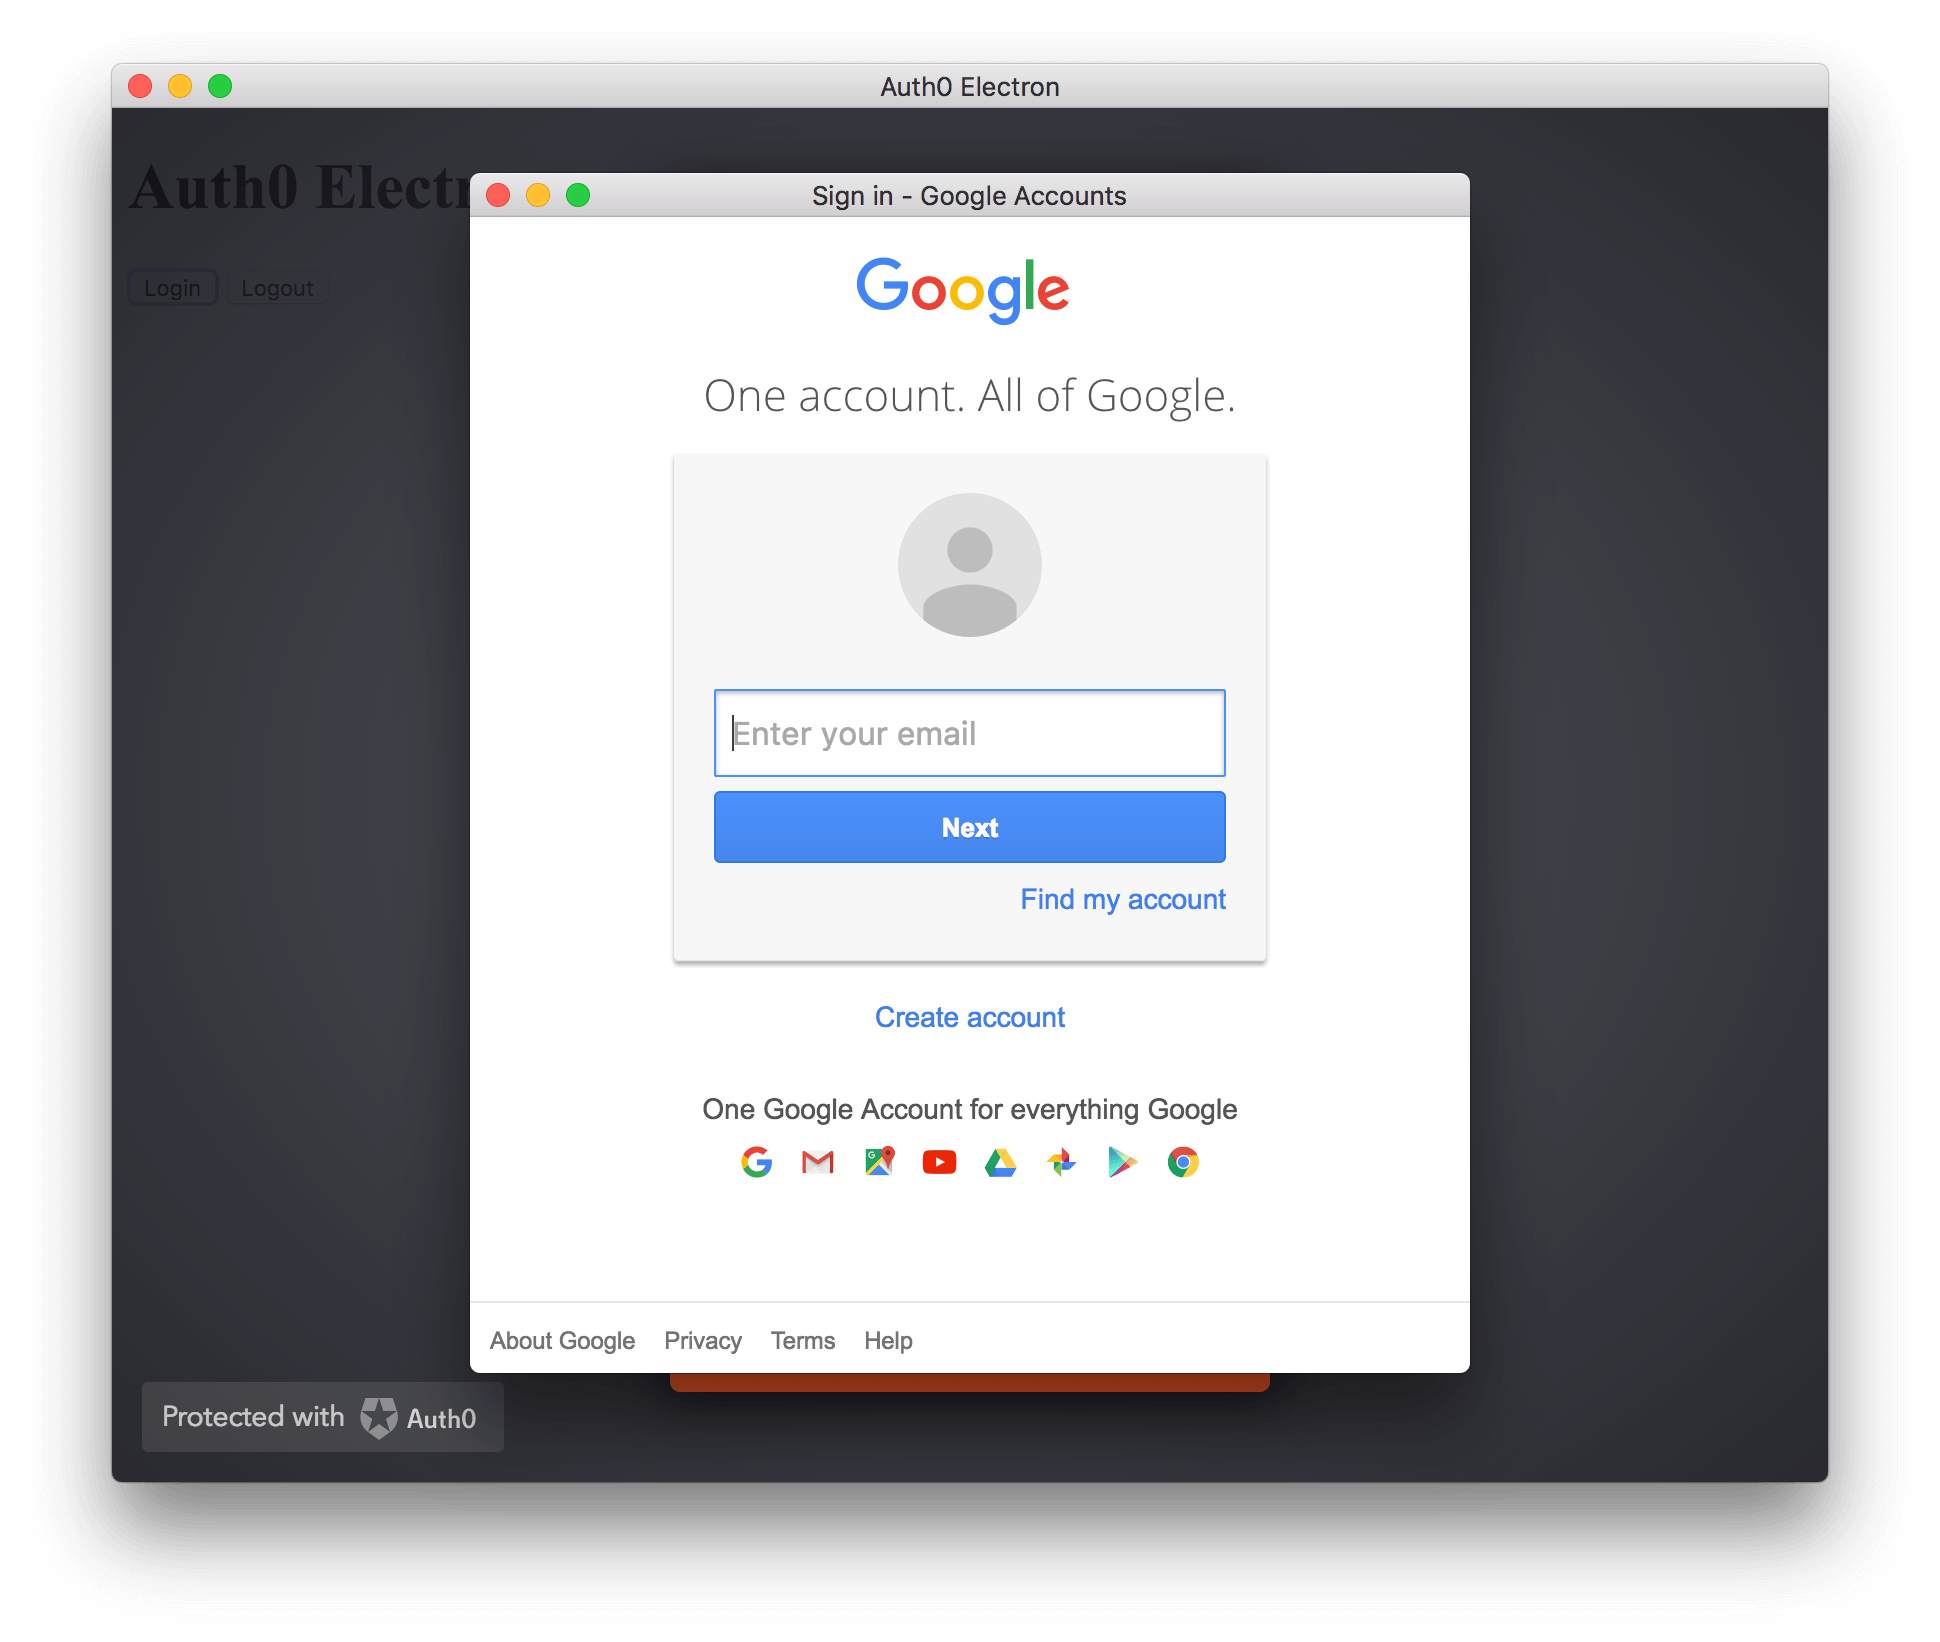 Auth0 Electron
Auth0 Electr
Login Logout
Sign in - Google Accounts
Google
One account. All of Google.
Enter your email
Next
Find my account
Create account
One Google Account for everything Google
About Google Privacy Terms Help
Protected with Auth0